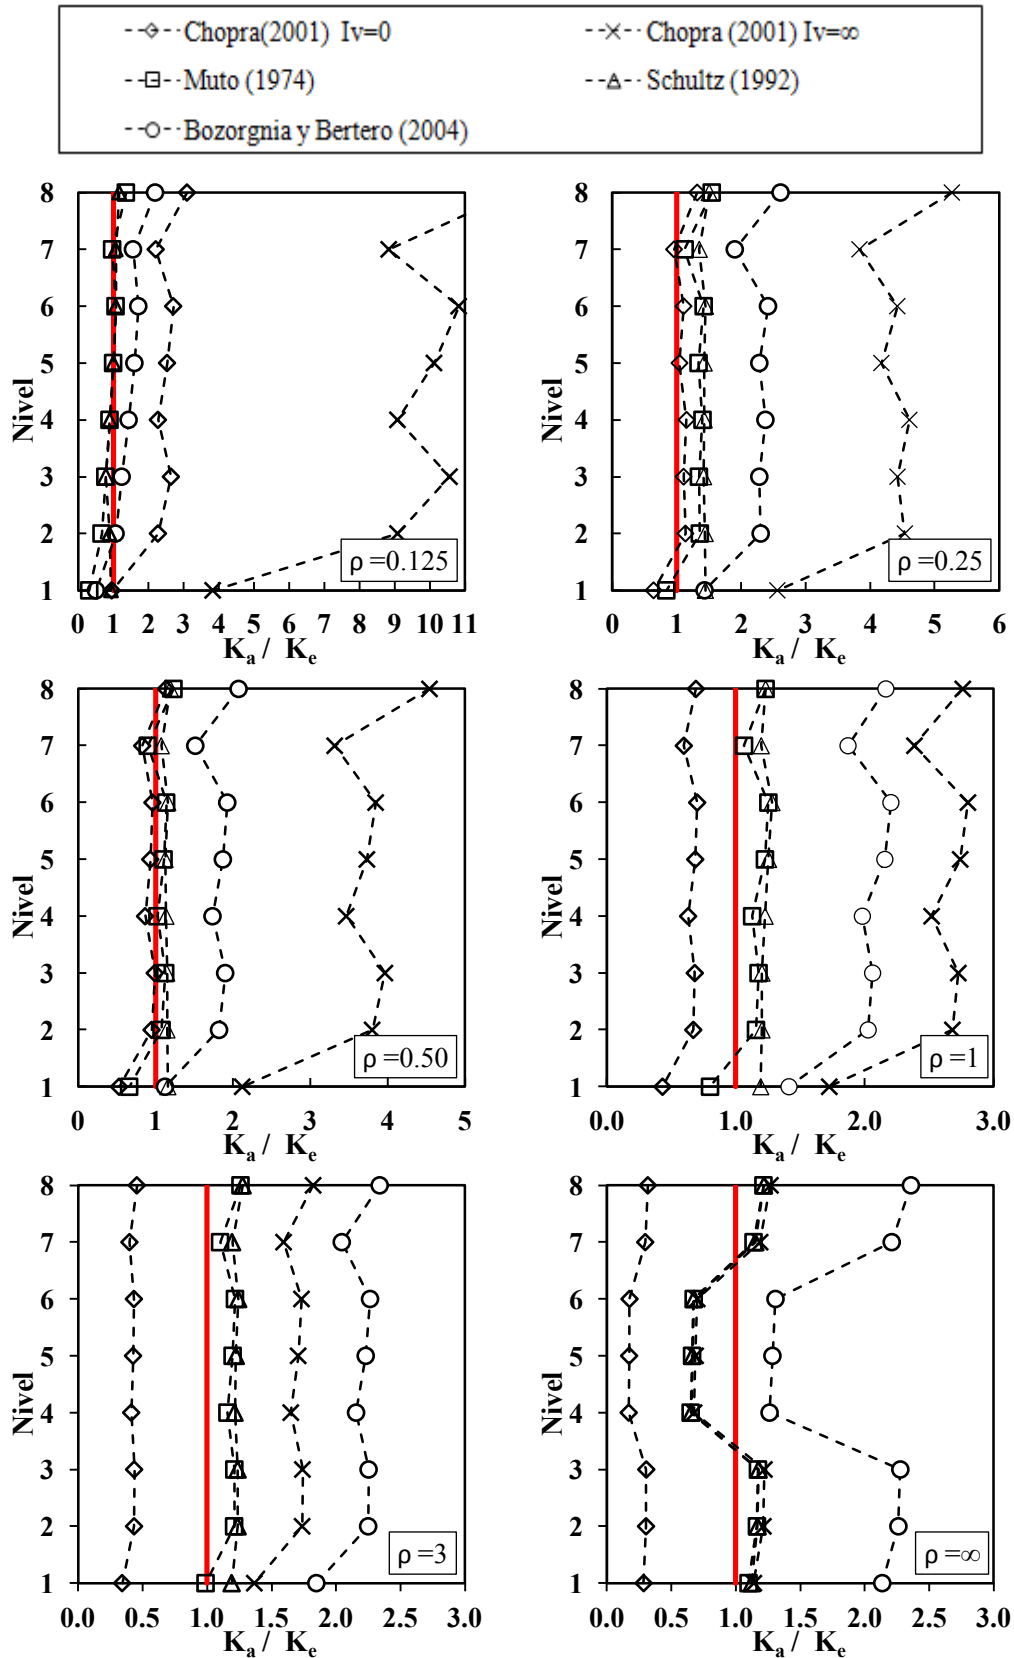 Chopra(2001) Iv=0
Chopra (2001) Iv=∞
Muto (1974)
Schultz (1992)
Bozorgnia y Bertero (2004)
8
7
6
5
4
3
2
1
Nivel
ρ =0.125
0 1 2 3 4 5 6 7 8 9 10 11
Ka / Ke
8
7
6
5
4
3
2
1
Nivel
ρ =0.25
0 1 2 3 4 5 6
Ka / Ke
8
7
6
5
4
3
2
1
Nivel
ρ =0.50
0 1 2 3 4 5
Ka / Ke
8
7
6
5
4
3
2
1
Nivel
ρ =1
0.0 1.0 2.0 3.0
Ka / Ke
8
7
6
5
4
3
2
1
Nivel
ρ =3
0.0 0.5 1.0 1.5 2.0 2.5 3.0
Ka / Ke
8
7
6
5
4
3
2
1
Nivel
ρ =∞
0.0 0.5 1.0 1.5 2.0 2.5 3.0
Ka / Ke